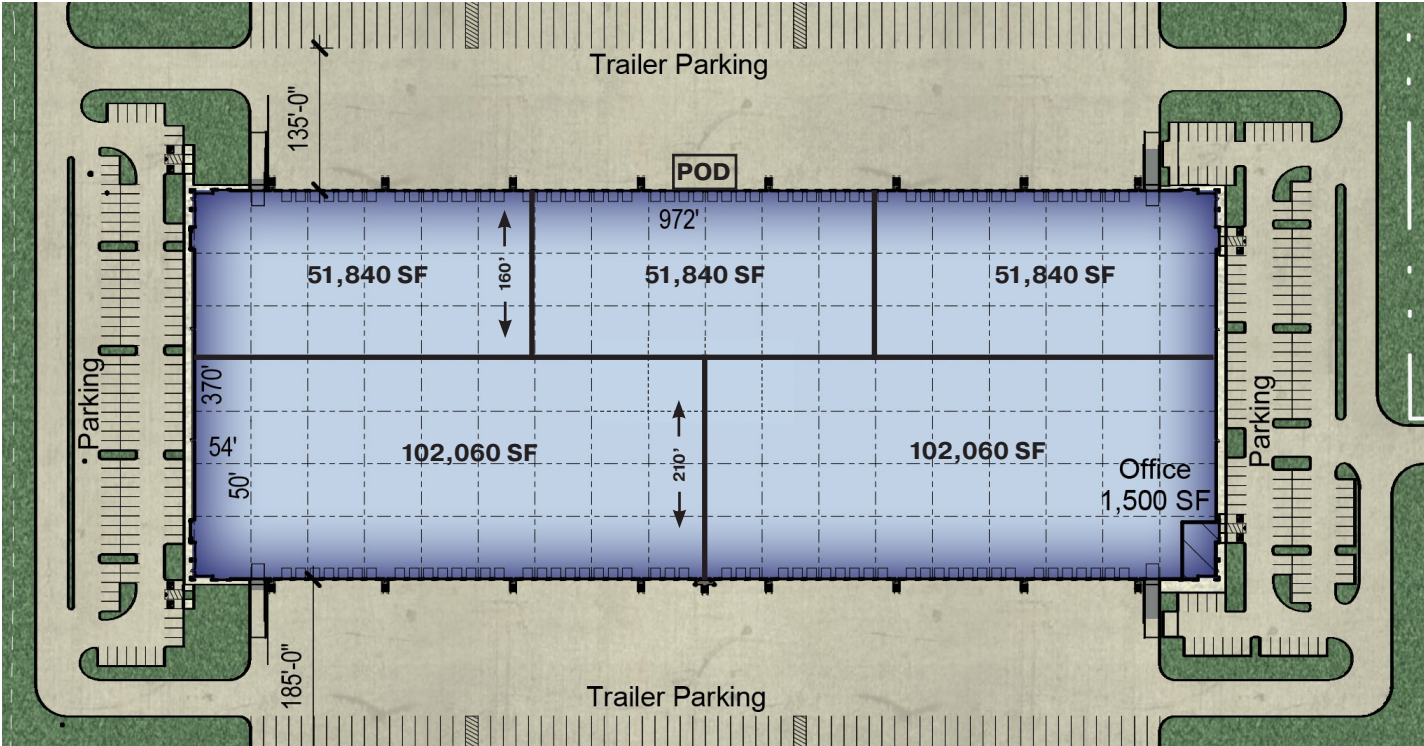 Trailer Parking
135'-0"
POD
972'
51,840 SF
160'
51,840 SF
51,840 SF
370'
Parking
54'
50'
102,060 SF
210'
102,060 SF
Parking
Office
1,500 SF
185'-0"
Trailer Parking